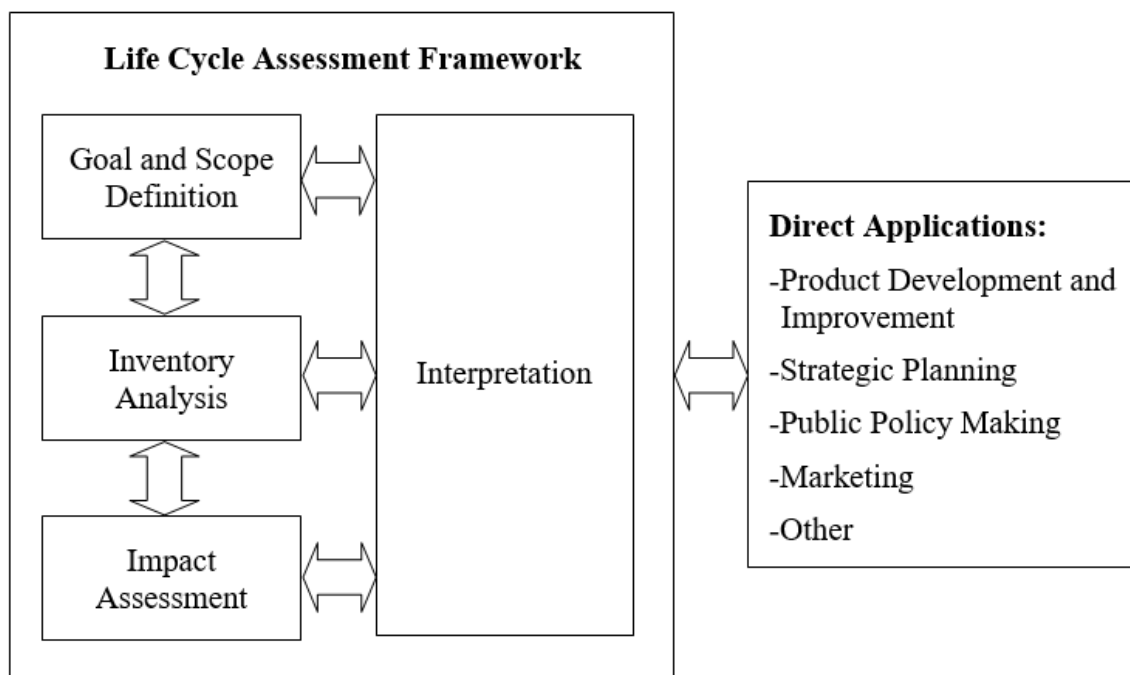 Life Cycle Assessment Framework
Goal and Scope
Definition
Inventory
Analysis
Impact
Assessment
Interpretation
Direct Applications:
-Product Development and
Improvement
-Strategic Planning
-Public Policy Making
-Marketing
-Other